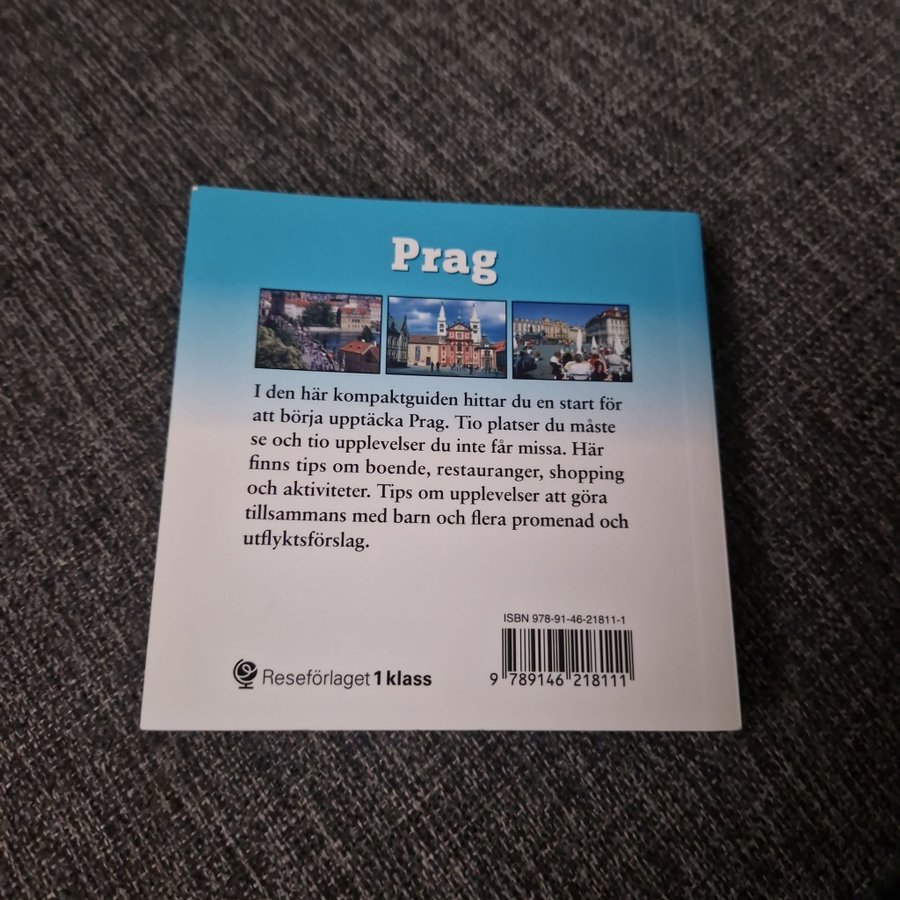 Prag
I den här kompaktguiden hittar du en start för
att börja upptäcka Prag. Tio platser du måste
se och tio upplevelser du inte får missa. Här
finns tips om boende, restauranger, shopping
och aktiviteter. Tips om upplevelser att göra
tillsammans med barn och flera promenad och
utflyktsförslag.
ISBN 978-91-46-21811-1
Reseförlaget 1 klass
9 789146 218111